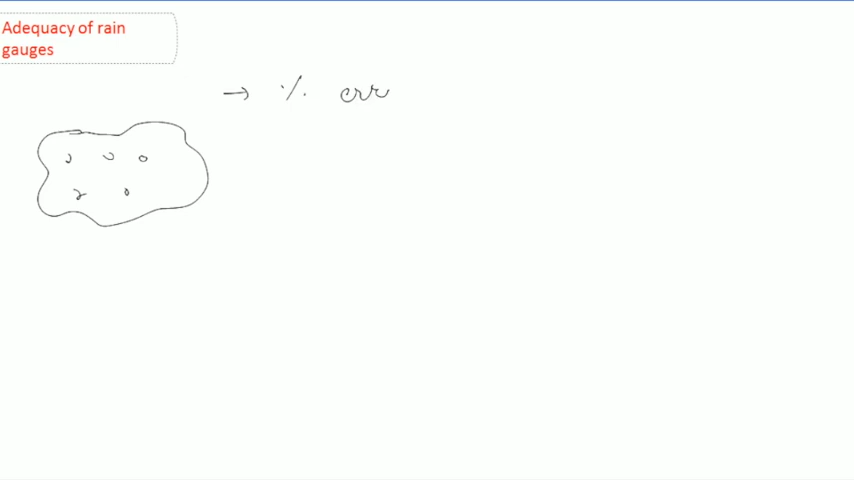 Adequacy of rain
gauges
→ % err